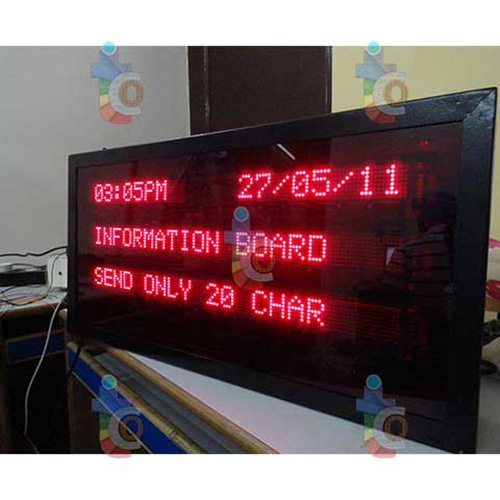 03:05PM 27/05/11
INFORMATION BOARD
SEND ONLY 20 CHAR